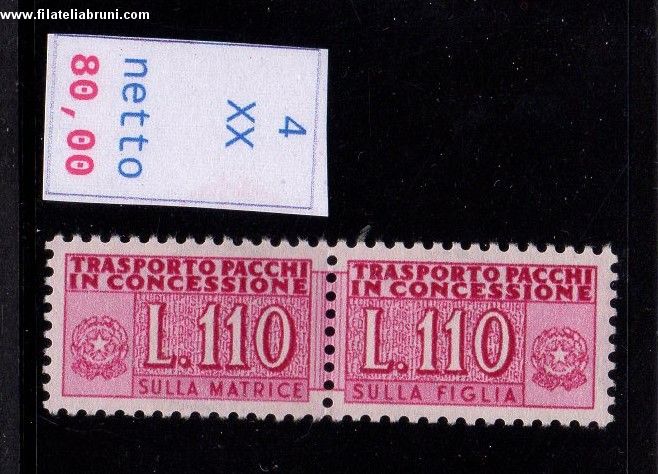 www.filateliabruni.com
4
XX
netto
80,00
TRASPORTO PACCHI
IN CONCESSIONE
L.110
SULLA MATRICE
TRASPORTO PACCHI
IN CONCESSIONE
L.110
SULLA FIGLIA